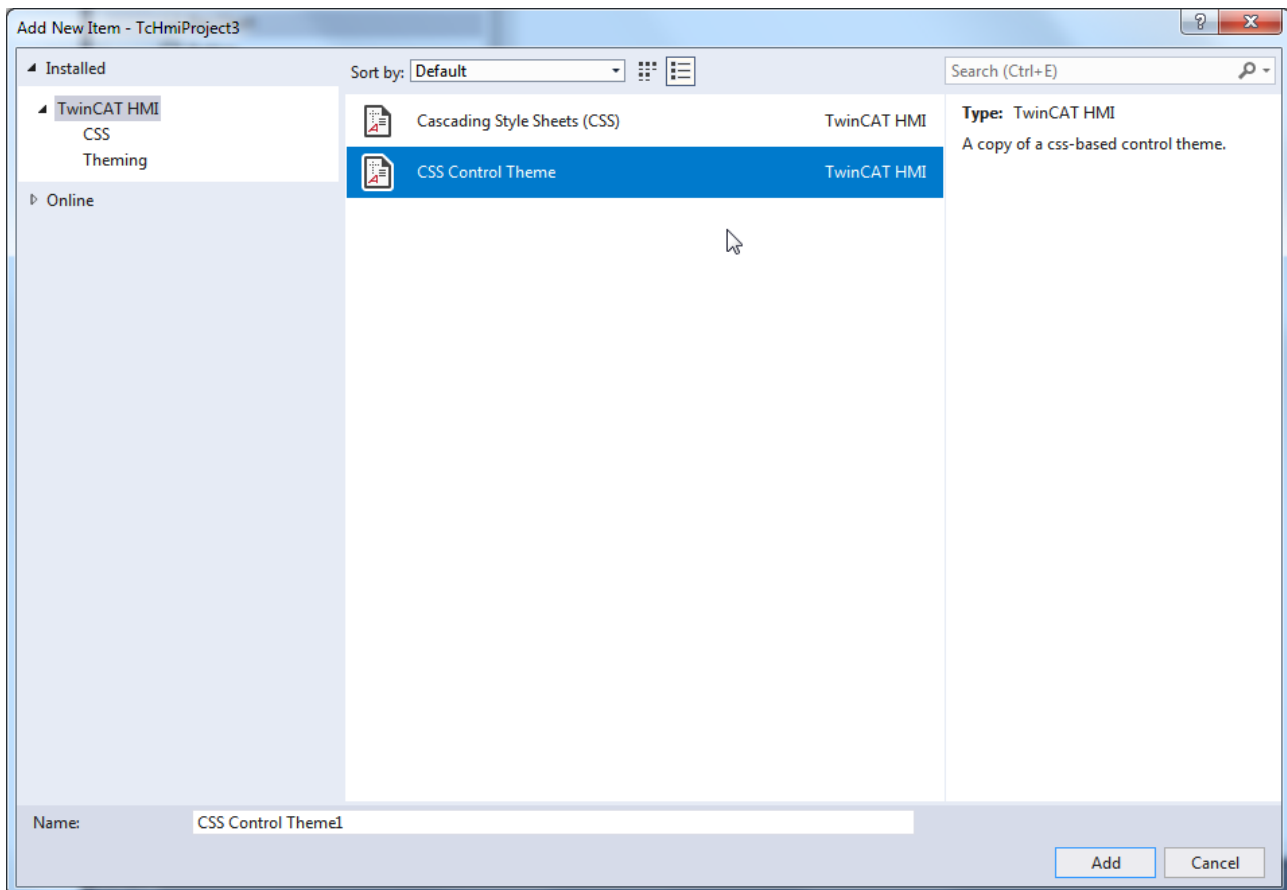 Add New Item - TcHmiProject3
Installed
TwinCAT HMI
CSS
Theming
Online
Sort by: Default
Search (Ctrl+E)
Cascading Style Sheets (CSS) TwinCAT HMI
CSS Control Theme TwinCAT HMI
Type: TwinCAT HMI
A copy of a css-based control theme.
Name: CSS Control Theme1
Add Cancel